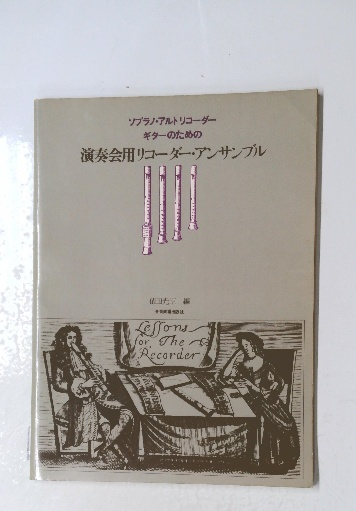 ソプラノ・アルトリコーダー
ギターのための
演奏会用リコーダー・アンサンブル
編
Lessons
for The
Recorder